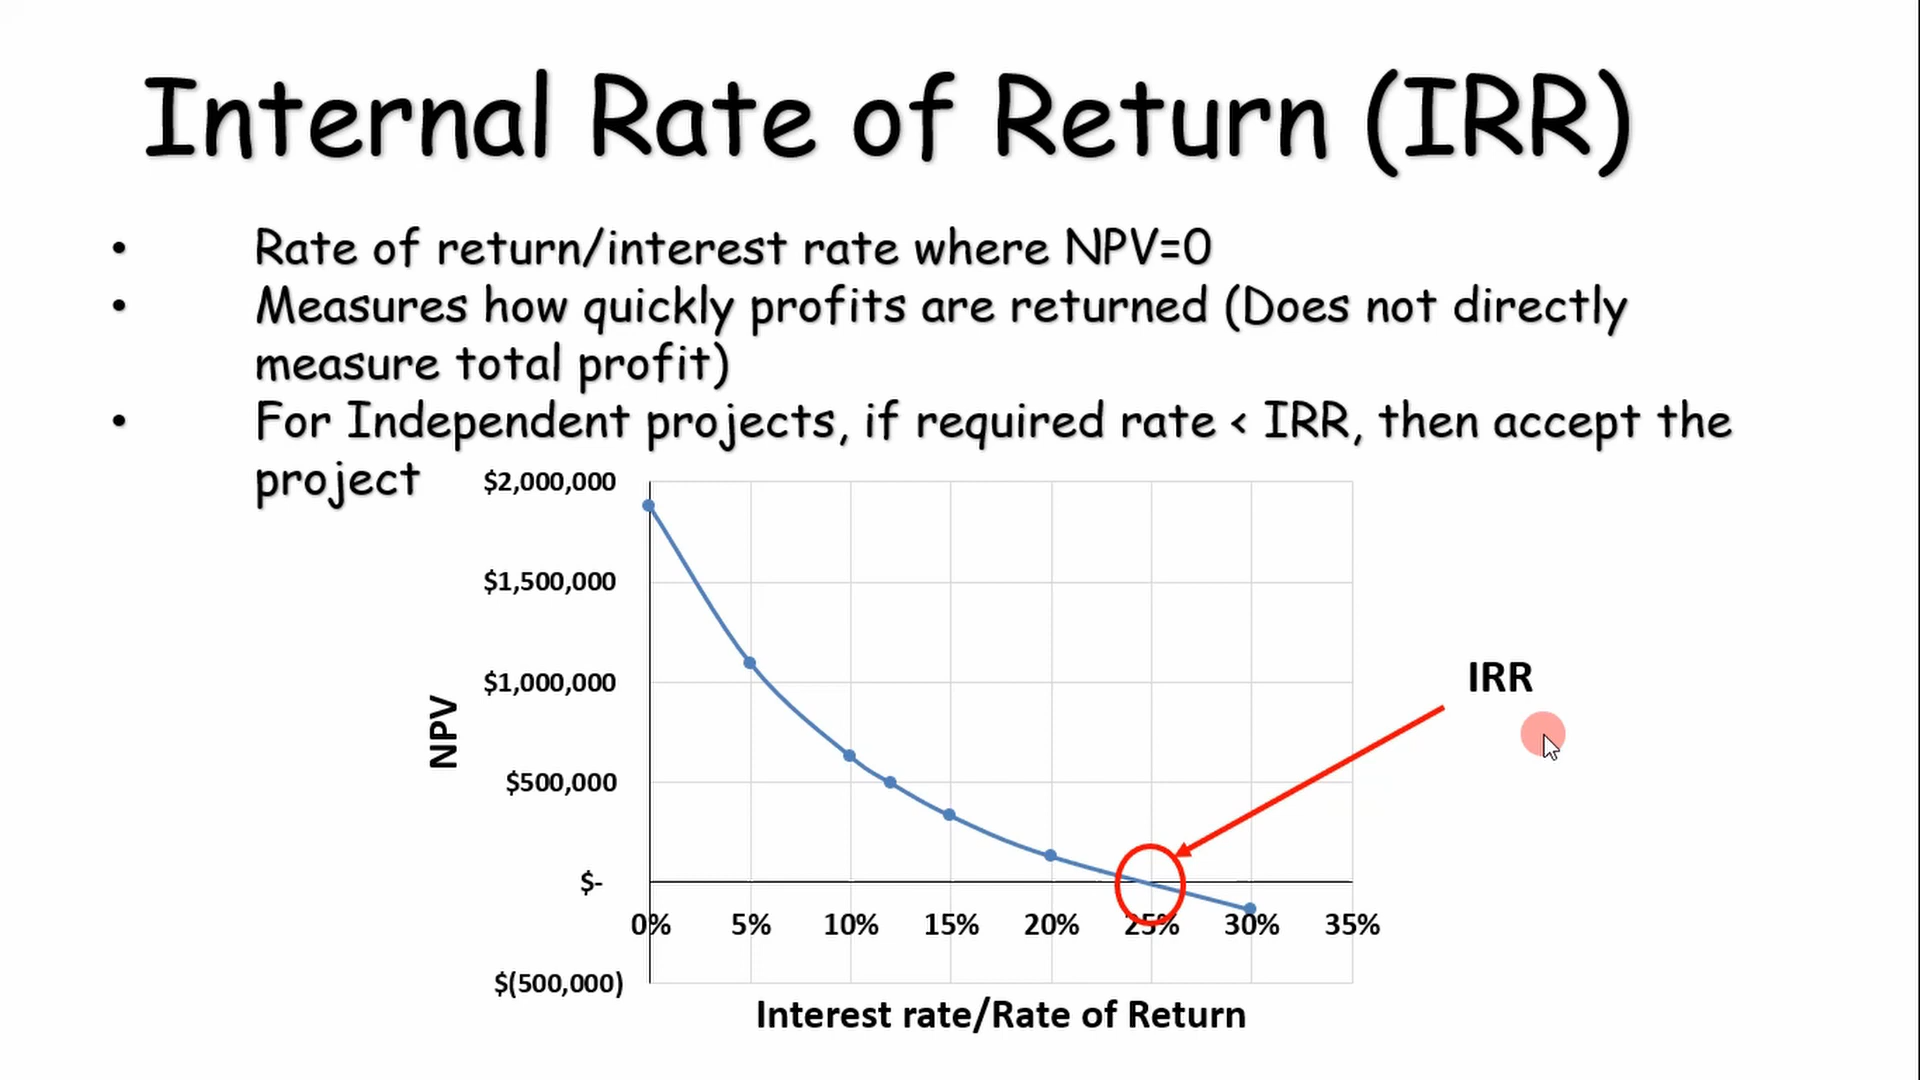 Internal Rate of Return (IRR)
• Rate of return/interest rate where NPV=0
• Measures how quickly profits are returned (Does not directly
measure total profit)
• For Independent projects, if required rate < IRR, then accept the
project
$2,000,000
$1,500,000
$1,000,000
$500,000
$-
$(500,000)
NPV
0% 5% 10% 15% 20% 25% 30% 35%
Interest rate/Rate of Return
IRR